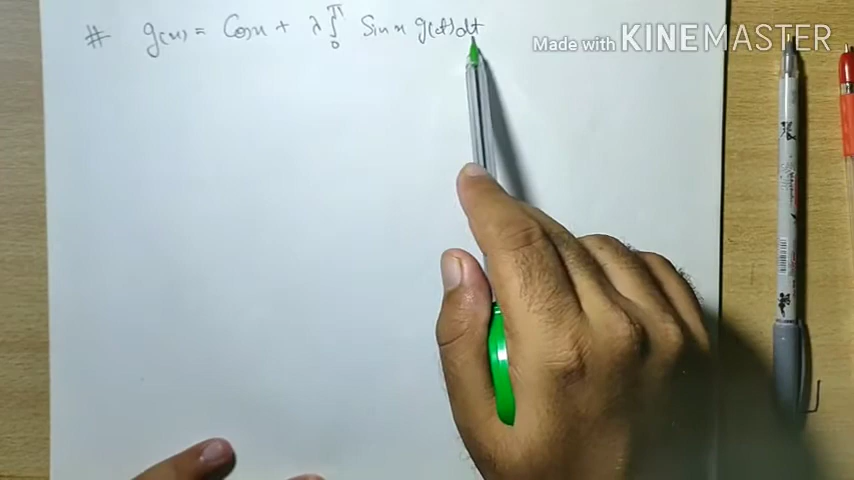 # g(x) = Cosx + λ ∫₀^π Sin x g(t) dt
Made with KINEMASTER